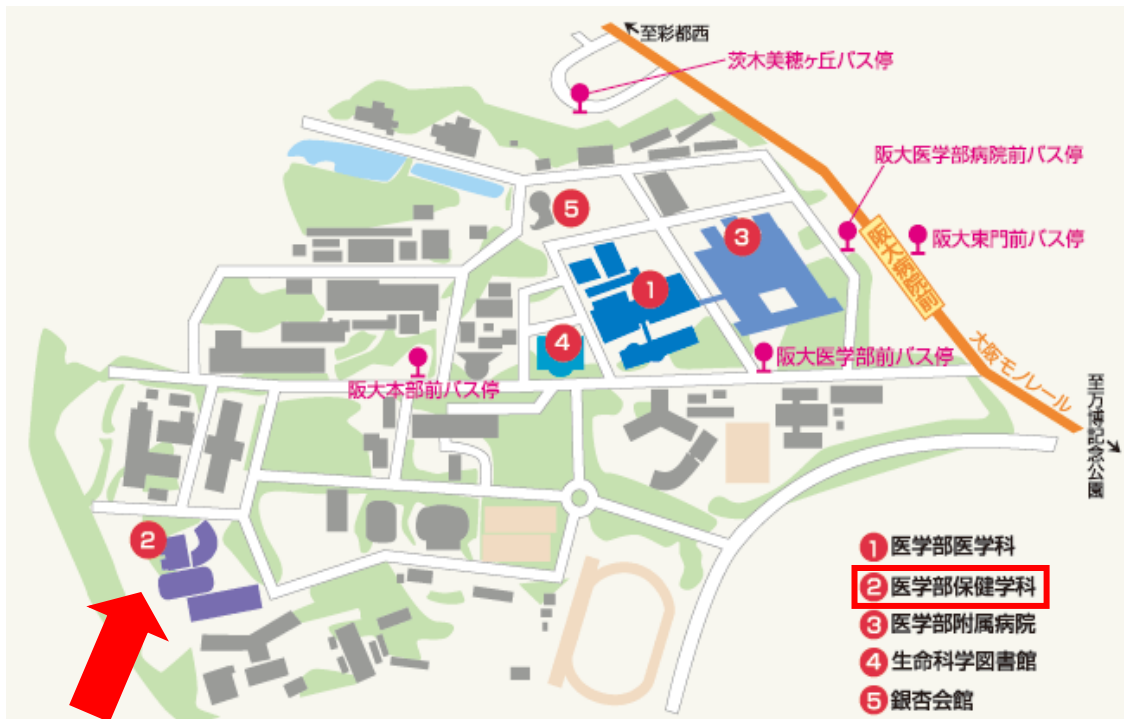 至彩都西
茨木美穂ヶ丘バス停
阪大医学部病院前バス停
阪大東門前バス停
阪大病院前
大阪モノレール
至万博記念公園
阪大医学部前バス停
阪大本部前バス停
5
3
1
4
2
1 医学部医学科
2 医学部保健学科
3 医学部附属病院
4 生命科学図書館
5 銀杏会館